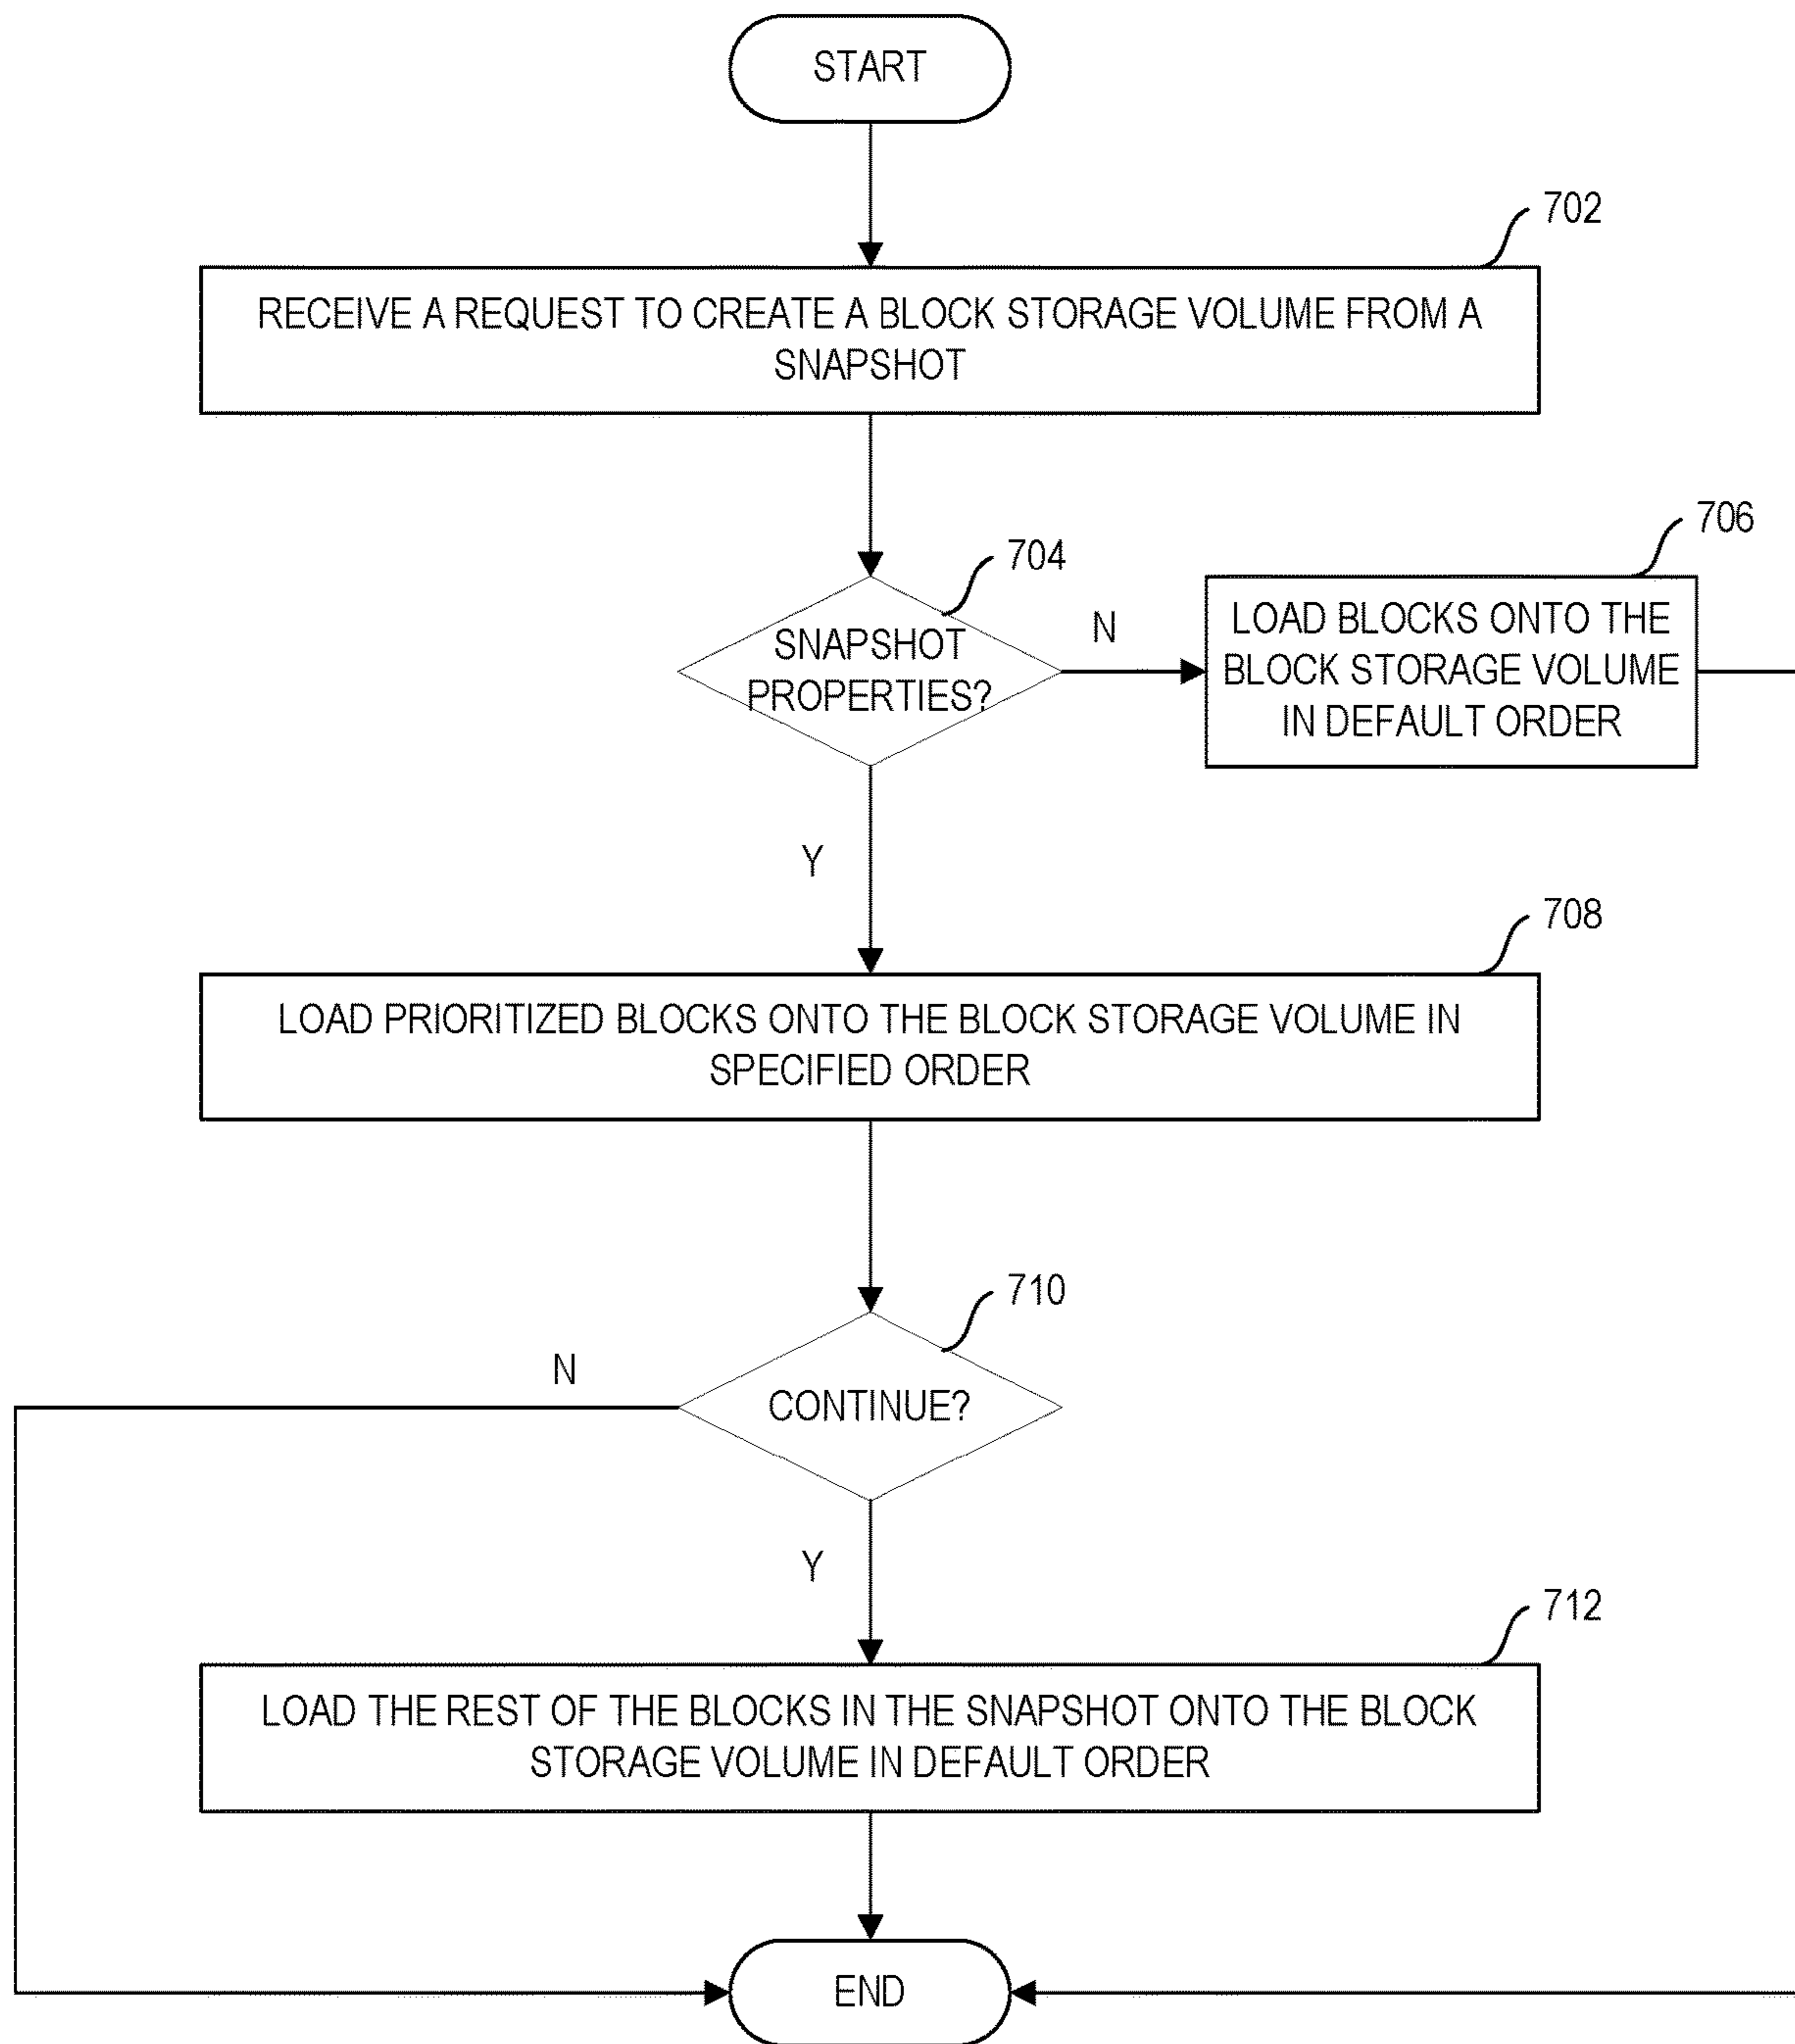 START
702
RECEIVE A REQUEST TO CREATE A BLOCK STORAGE VOLUME FROM A
SNAPSHOT
704
SNAPSHOT
PROPERTIES?
N
706
LOAD BLOCKS ONTO THE
BLOCK STORAGE VOLUME
IN DEFAULT ORDER
Y
708
LOAD PRIORITIZED BLOCKS ONTO THE BLOCK STORAGE VOLUME IN
SPECIFIED ORDER
710
N
CONTINUE?
Y
712
LOAD THE REST OF THE BLOCKS IN THE SNAPSHOT ONTO THE BLOCK
STORAGE VOLUME IN DEFAULT ORDER
END